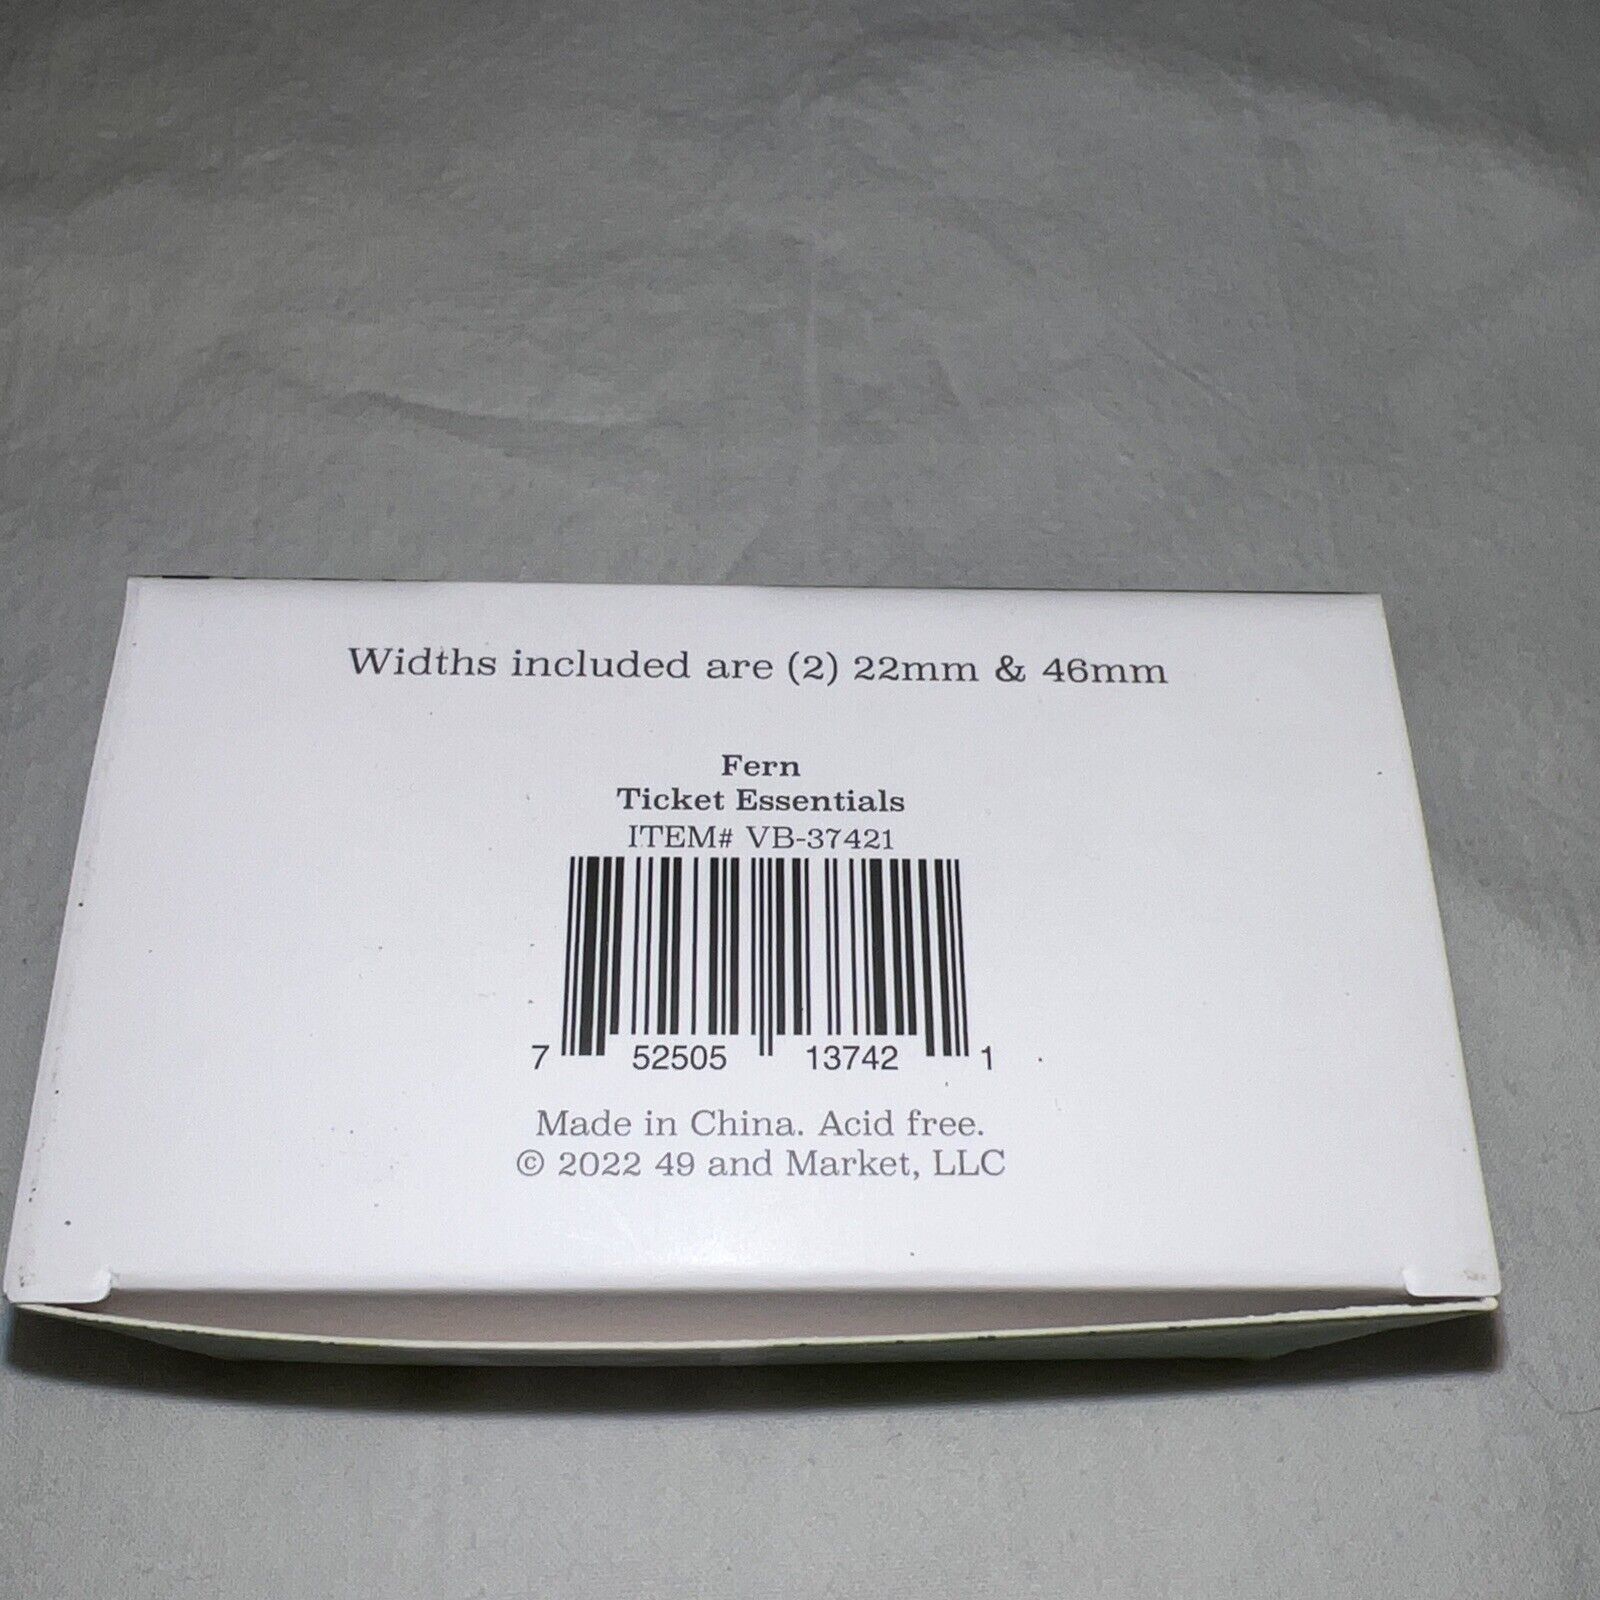 Widths included are (2) 22mm & 46mm
Fern
Ticket Essentials
ITEM# VB-37421
7 52505 13742 1
Made in China. Acid free.
© 2022 49 and Market, LLC